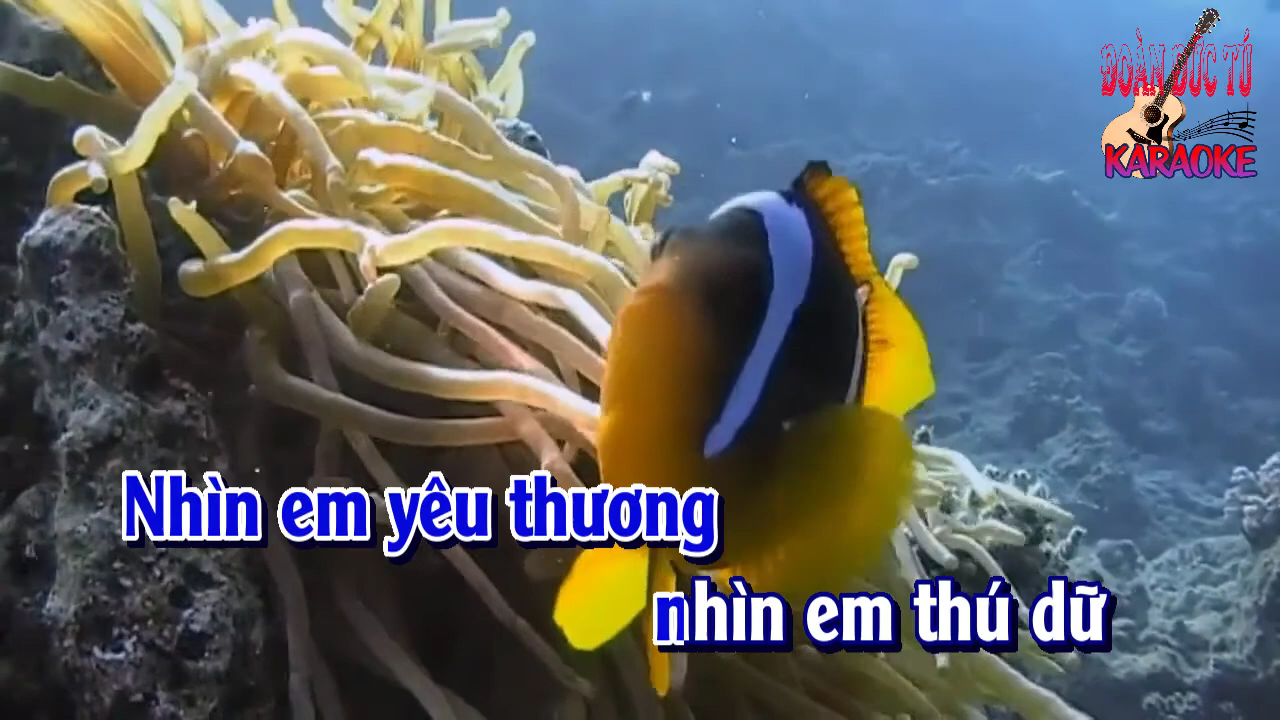 ĐOÀN ĐỨC TÚ
KARAOKE
Nhìn em yêu thương
nhìn em thú dữ